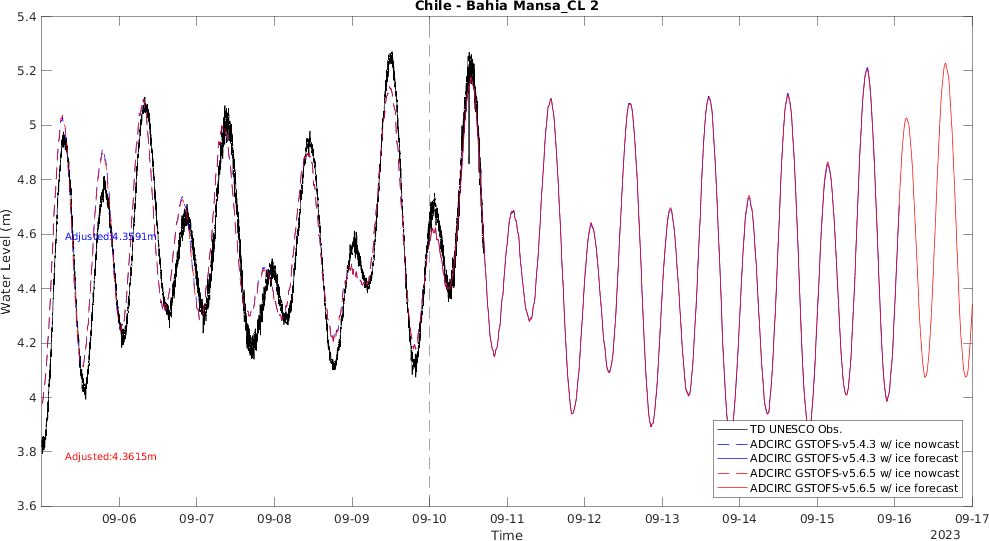 Chile - Bahia Mansa_CL 2
5.4
5.2
5
4.8
4.6
4.4
4.2
4
3.8
3.6
Water Level (m)
Adjusted:4.3591m
Adjusted:4.3615m
TD UNESCO Obs.
ADCIRC GSTOFS-v5.4.3 w/ ice nowcast
ADCIRC GSTOFS-v5.4.3 w/ ice forecast
ADCIRC GSTOFS-v5.6.5 w/ ice nowcast
ADCIRC GSTOFS-v5.6.5 w/ ice forecast
09-06 09-07 09-08 09-09 09-10 09-11 09-12 09-13 09-14 09-15 09-16 09-17
Time
2023